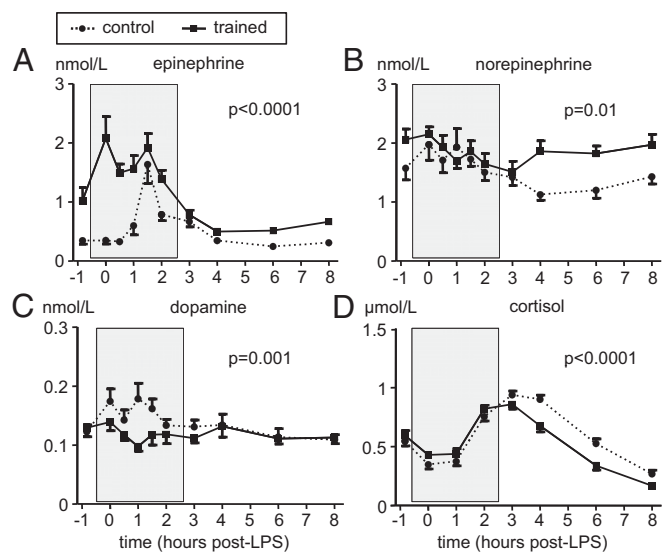 control trained
A nmol/L epinephrine
3
2
1
0
p<0.0001
-1 0 1 2 3 4 5 6 7 8
B nmol/L norepinephrine
3
2
1
0
p=0.01
-1 0 1 2 3 4 5 6 7 8
C nmol/L dopamine
0.3
0.2
0.1
0
p=0.001
-1 0 1 2 3 4 5 6 7 8
time (hours post-LPS)
D μmol/L cortisol
1.5
1
0.5
0
p<0.0001
-1 0 1 2 3 4 5 6 7 8
time (hours post-LPS)